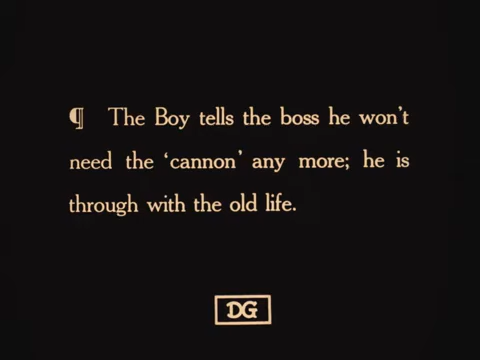 ¶ The Boy tells the boss he won't
need the 'cannon' any more; he is
through with the old life.
DG